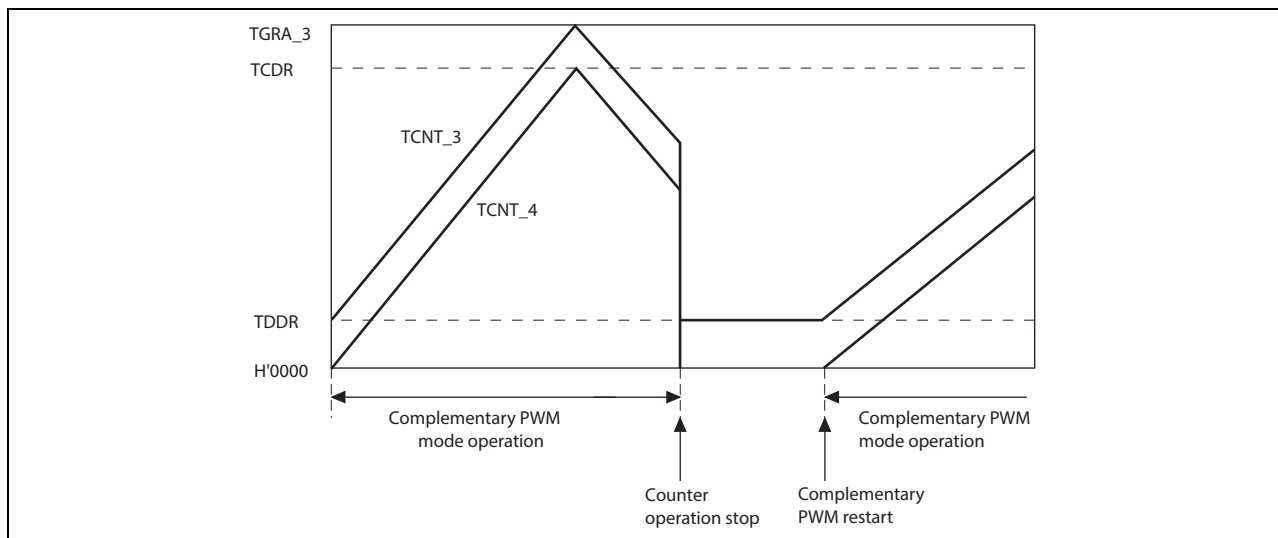 TGRA_3
TCDR
TCNT_3
TCNT_4
TDDR
H'0000
Complementary PWM
mode operation
Complementary PWM
mode operation
Counter
operation stop
Complementary
PWM restart